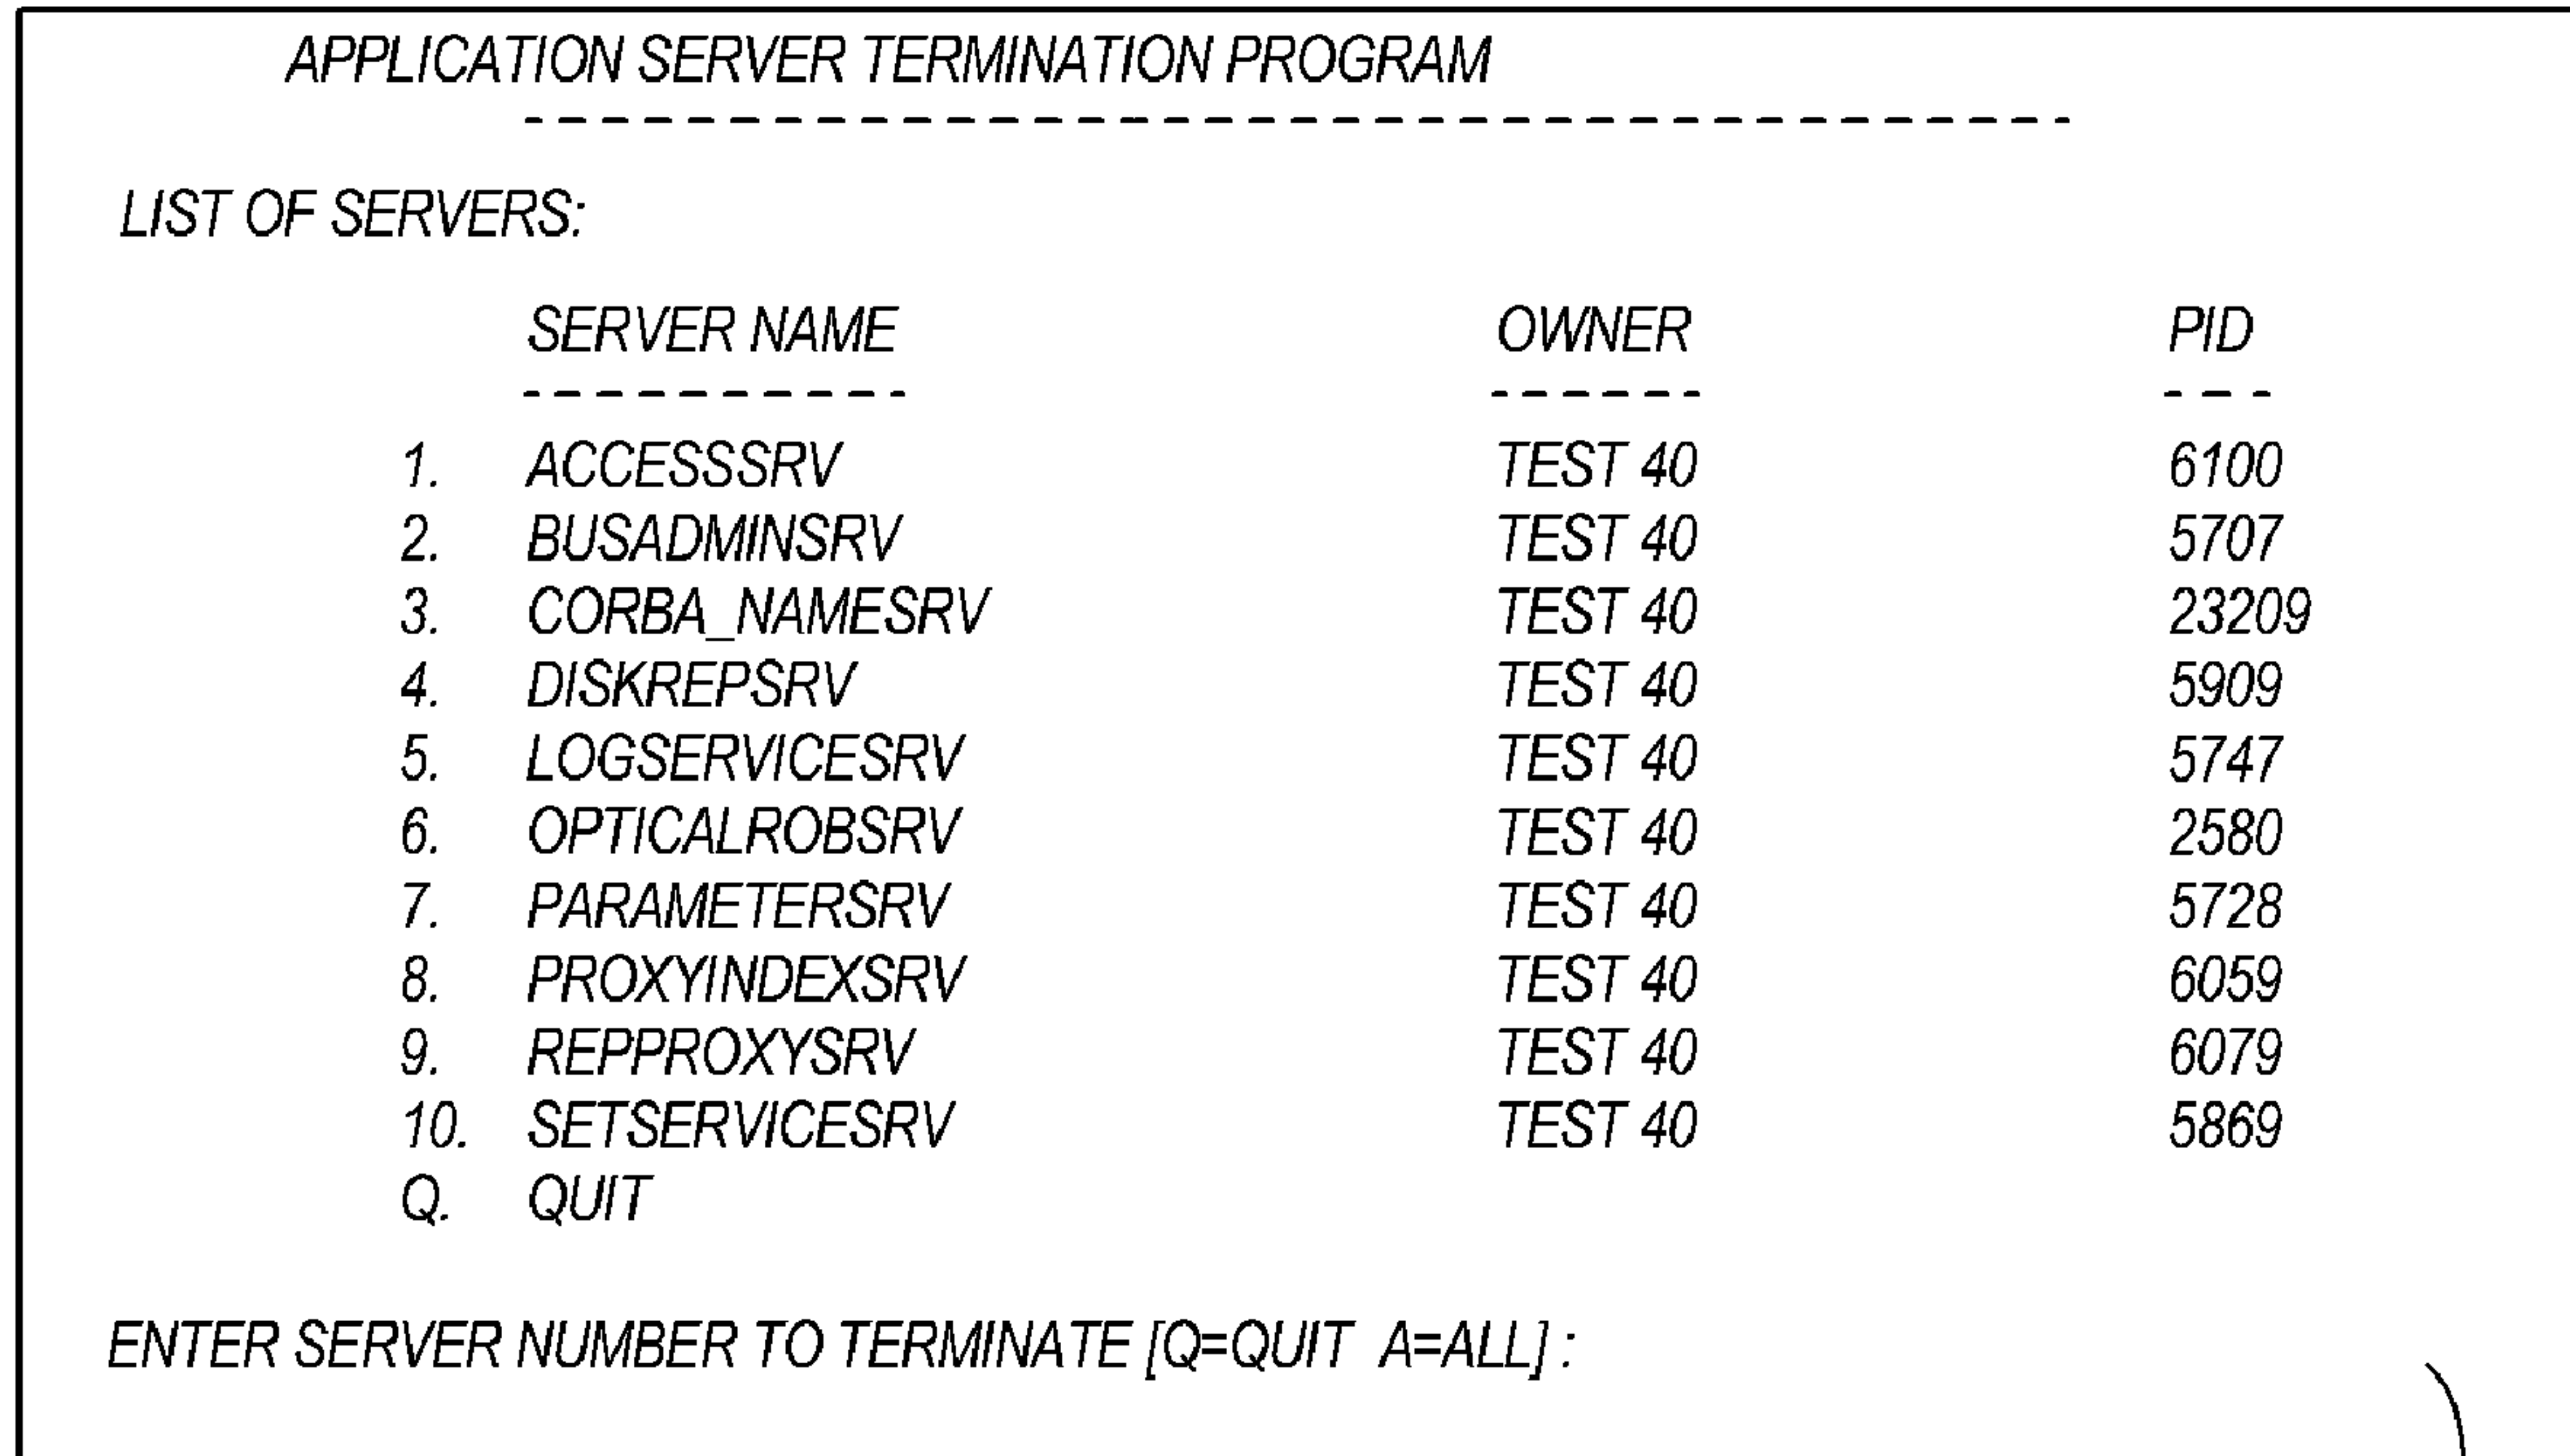 APPLICATION SERVER TERMINATION PROGRAM
LIST OF SERVERS:
SERVER NAME OWNER PID
1. ACCESSSRV TEST 40 6100
2. BUSADMINSRV TEST 40 5707
3. CORBA_NAMESRV TEST 40 23209
4. DISKREPSRV TEST 40 5909
5. LOGSERVICESRV TEST 40 5747
6. OPTICALROBSRV TEST 40 2580
7. PARAMETERSRV TEST 40 5728
8. PROXYINDEXSRV TEST 40 6059
9. REPPROXYSRV TEST 40 6079
10. SETSERVICESRV TEST 40 5869
Q. QUIT
ENTER SERVER NUMBER TO TERMINATE [Q=QUIT A=ALL] :